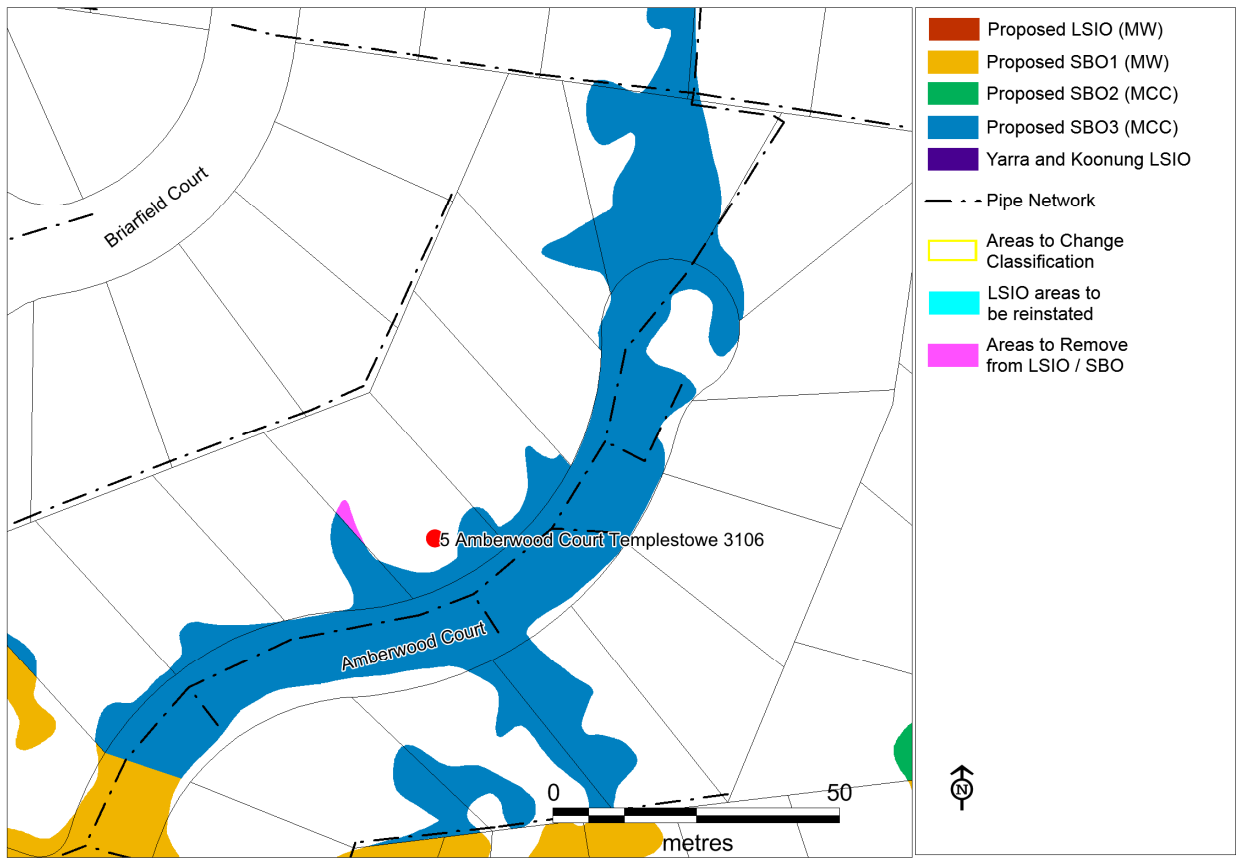 Briarfield Court
5 Amberwood Court Templestowe 3106
Amberwood Court
0 50
metres
Proposed LSIO (MW)
Proposed SBO1 (MW)
Proposed SBO2 (MCC)
Proposed SBO3 (MCC)
Yarra and Koonung LSIO
Pipe Network
Areas to Change
Classification
LSIO areas to
be reinstated
Areas to Remove
from LSIO / SBO
N